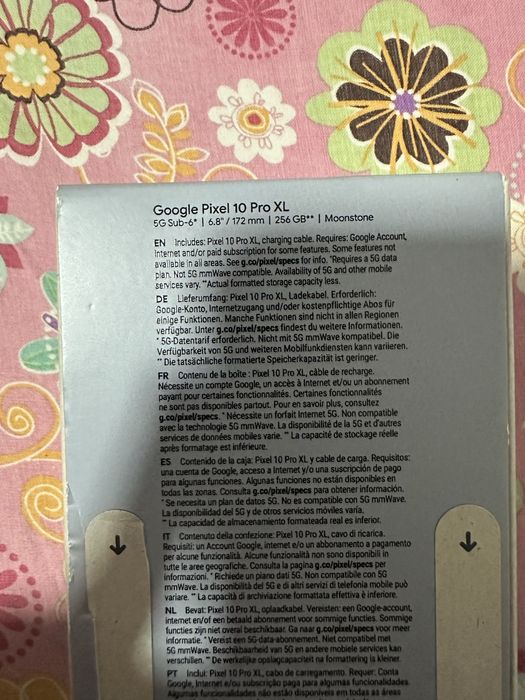 Google Pixel 10 Pro XL
5G Sub-6* | 6.8" / 172 mm | 256 GB** | Moonstone
EN Includes: Pixel 10 Pro XL, charging cable. Requires: Google Account,
Internet and/or paid subscription for some features. Some features not
available in all areas. See g.co/pixel/specs for info. *Requires a 5G data
plan. Not 5G mmWave compatible. Availability of 5G and other mobile
services vary. **Actual formatted storage capacity less.
DE Lieferumfang: Pixel 10 Pro XL, Ladekabel. Erforderlich:
Google-Konto, Internetzugang und/oder kostenpflichtige Abos für
einige Funktionen. Manche Funktionen sind nicht in allen Regionen
verfügbar. Unter g.co/pixel/specs findest du weitere Informationen.
*5G-Datentarif erforderlich. Nicht mit 5G mmWave kompatibel. Die
Verfügbarkeit von 5G und weiteren Mobilfunkdiensten kann variieren.
**Die tatsächliche formatierte Speicherkapazität ist geringer.
FR Contenu de la boîte : Pixel 10 Pro XL, câble de recharge.
Nécessite un compte Google, un accès à Internet et/ou un abonnement
payant pour certaines fonctionnalités. Certaines fonctionnalités
ne sont pas disponibles partout. Pour en savoir plus, consultez
g.co/pixel/specs. *Nécessite un forfait Internet 5G. Non compatible
avec la technologie 5G mmWave. La disponibilité de la 5G et d'autres
services de données mobiles varie. **La capacité de stockage réelle
après formatage est inférieure.
ES Contenido de la caja: Pixel 10 Pro XL y cable de carga. Requisitos:
una cuenta de Google, acceso a Internet y/o una suscripción de pago
para algunas funciones. Algunas funciones no están disponibles en
todas las zonas. Consulta g.co/pixel/specs para obtener información.
*Se necesita un plan de datos 5G. No es compatible con 5G mmWave.
La disponibilidad del 5G y de otros servicios móviles varía.
**La capacidad de almacenamiento formateada real es inferior.
IT Contenuto della confezione: Pixel 10 Pro XL, cavo di ricarica.
Requisiti: un Account Google, internet e/o un abbonamento a pagamento
per alcune funzionalità. Alcune funzionalità non sono disponibili in
tutte le aree geografiche. Consulta la pagina g.co/pixel/specs per
informazioni. *Richiede un piano dati 5G. Non compatibile con 5G
mmWave. La disponibilità del 5G e di altri servizi di telefonia mobile può
variare. **La capacità di archiviazione formattata effettiva è inferiore.
NL Bevat: Pixel 10 Pro XL, oplaadkabel. Vereisten: een Google-account,
internet en/of een betaald abonnement voor sommige functies. Sommige
functies zijn niet overal beschikbaar. Ga naar g.co/pixel/specs voor meer
informatie. *Vereist een 5G-data-abonnement. Niet compatibel met
5G mmWave. Beschikbaarheid van 5G en andere mobiele services kan
verschillen. **De werkelijke opslagcapaciteit na formattering is kleiner.
PT Inclui: Pixel 10 Pro XL, cabo de carregamento. Requer: Conta
Google, Internet e/ou subscrição paga para algumas funcionalidades.
Algumas funcionalidades não estão disponíveis em todas as áreas